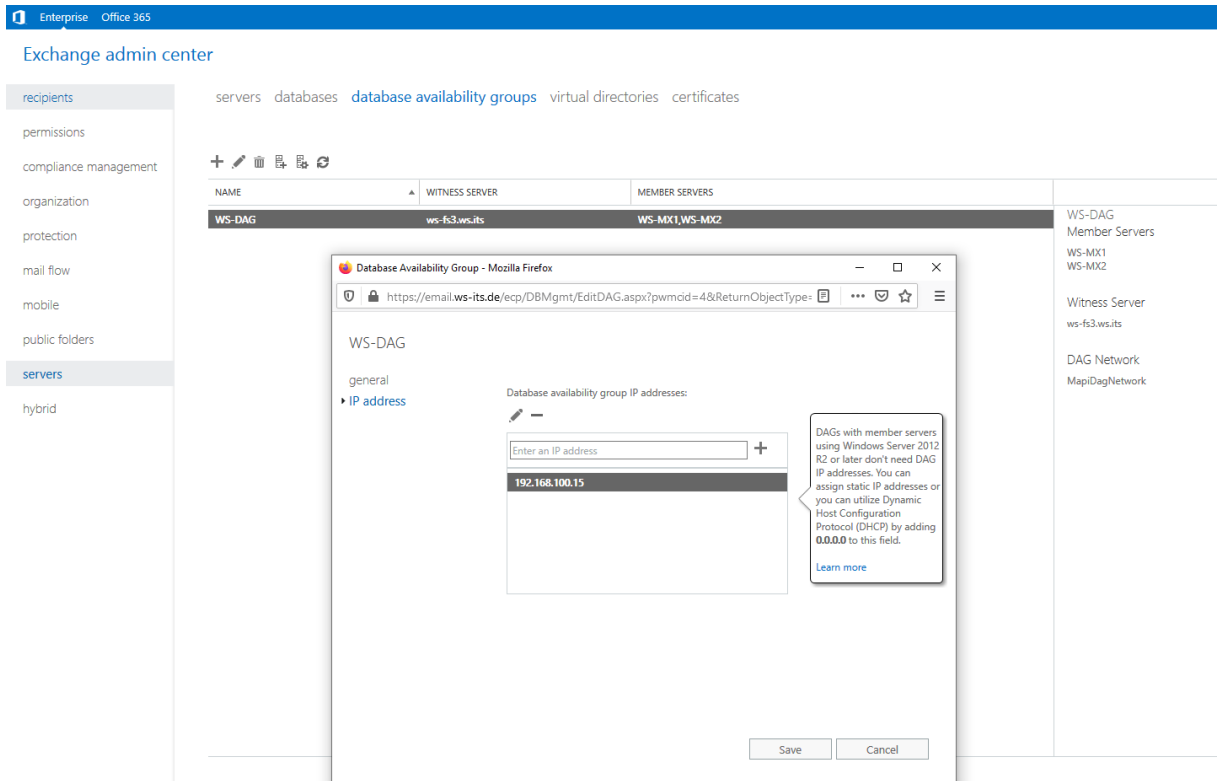 Enterprise Office 365
Exchange admin center
recipients
permissions
compliance management
organization
protection
mail flow
mobile
public folders
servers
hybrid
servers databases database availability groups virtual directories certificates
NAME WITNESS SERVER MEMBER SERVERS
WS-DAG ws-fs3.ws.its WS-MX1,WS-MX2
WS-DAG
Member Servers
WS-MX1
WS-MX2
Witness Server
ws-fs3.ws.its
DAG Network
MapiDagNetwork
Database Availability Group - Mozilla Firefox
https://email.ws-its.de/ecp/DBMgmt/EditDAG.aspx?pwmcid=4&ReturnObjectType=
WS-DAG
general
IP address
Database availability group IP addresses:
Enter an IP address
192.168.100.15
DAGs with member servers
using Windows Server 2012
R2 or later don't need DAG
IP addresses. You can
assign static IP addresses or
you can utilize Dynamic
Host Configuration
Protocol (DHCP) by adding
0.0.0.0 to this field.
Learn more
Save Cancel